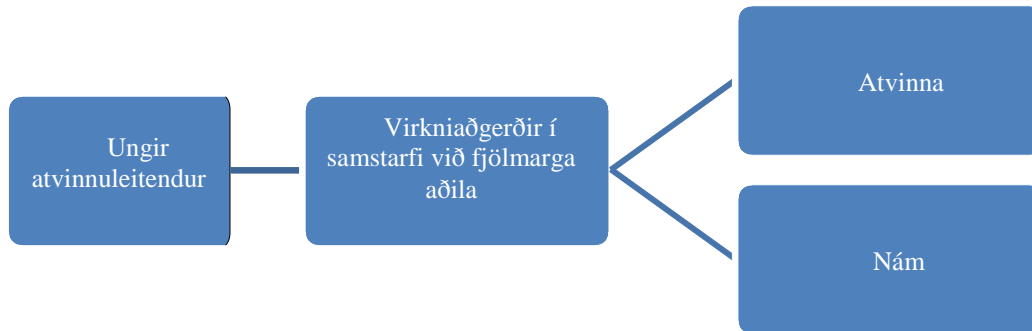 Ungir
atvinnuleitendur
Virkniaðgerðir í
samstarfi við fjölmarga
aðila
Atvinna
Nám